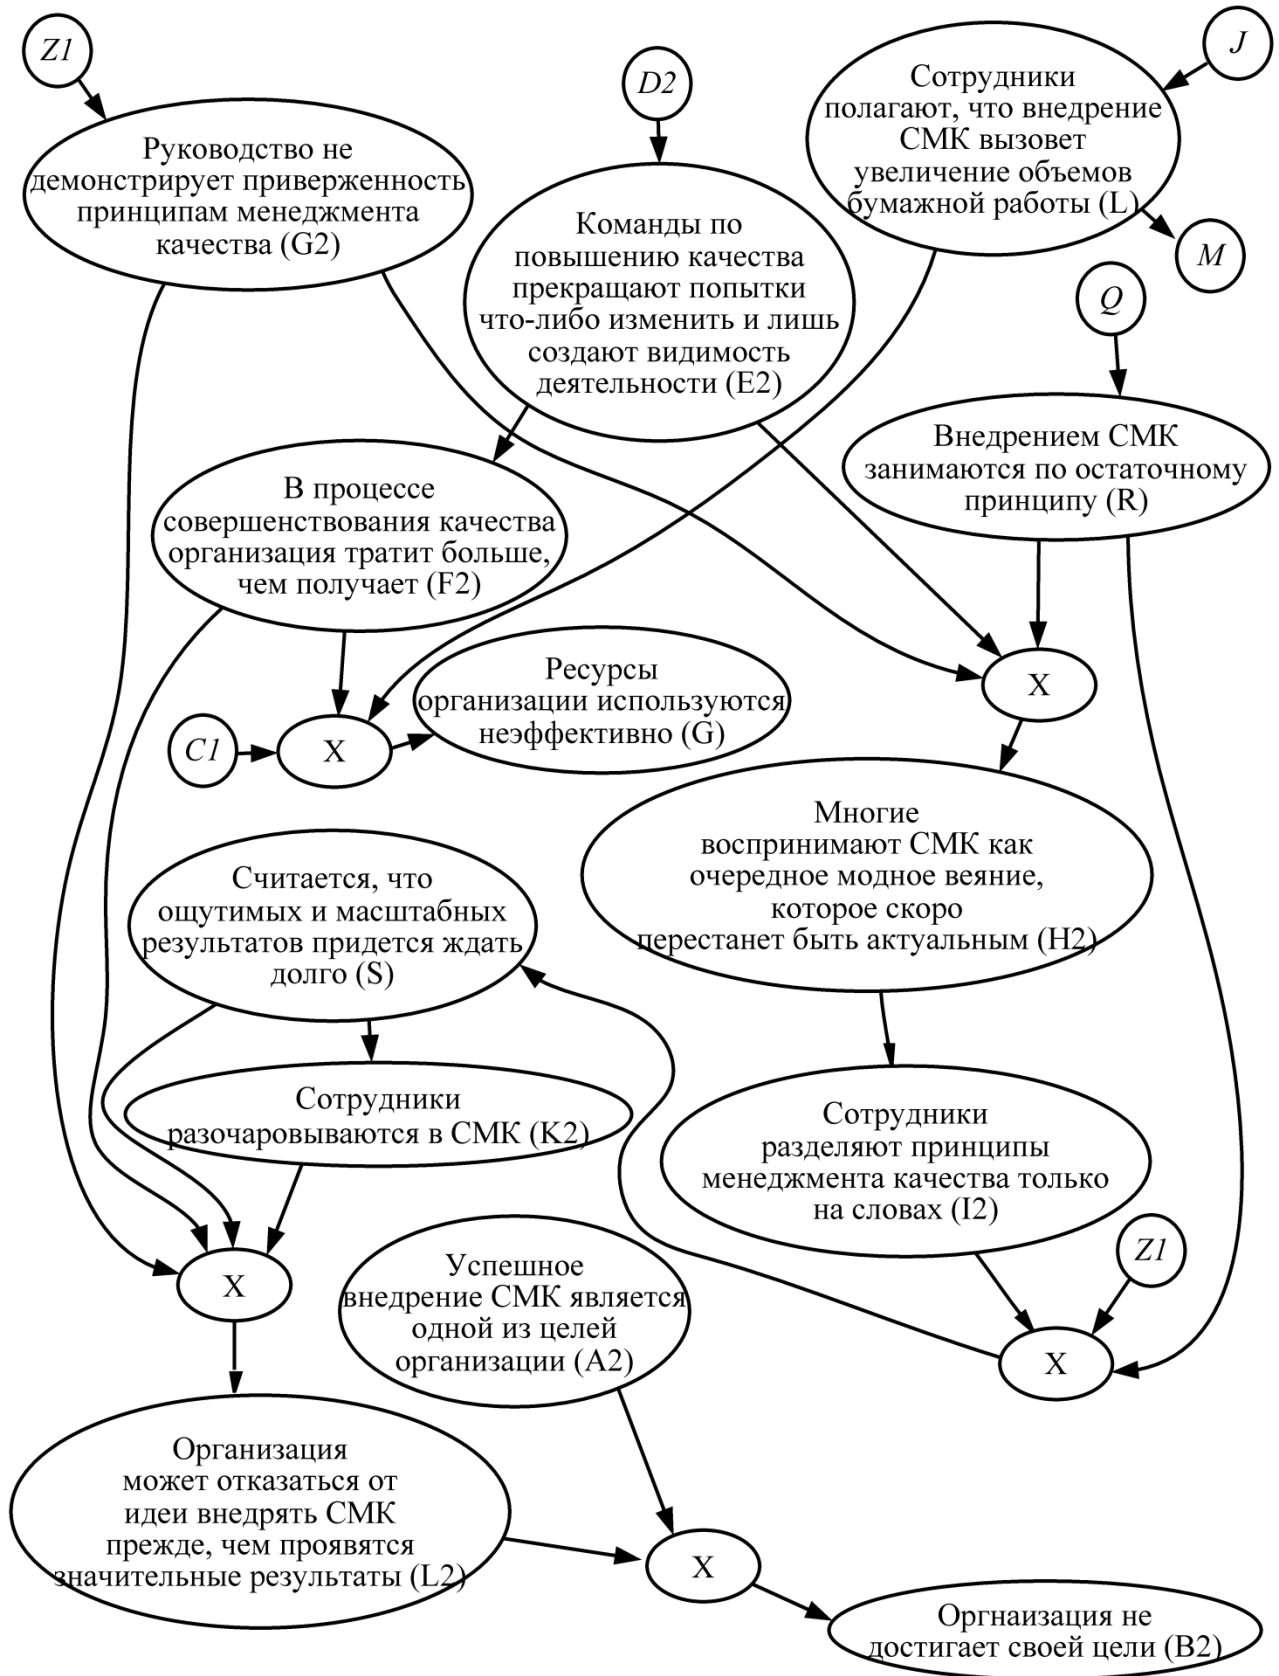 Z1
J
D2
Сотрудники
полагают, что внедрение
СМК вызовет
увеличение объемов
бумажной работы (L)
Руководство не
демонстрирует приверженность
принципам менеджмента
качества (G2)
M
Команды по
повышению качества
прекращают попытки
что-либо изменить и лишь
создают видимость
деятельности (E2)
Q
Внедрением СМК
занимаются по остаточному
принципу (R)
В процессе
совершенствования качества
организация тратит больше,
чем получает (F2)
Ресурсы
организации используются
неэффективно (G)
X
C1
X
Многие
воспринимают СМК как
очередное модное веяние,
которое скоро
перестанет быть актуальным (H2)
Считается, что
ощутимых и масштабных
результатов придется ждать
долго (S)
Сотрудники
разочаровываются в СМК (K2)
Сотрудники
разделяют принципы
менеджмента качества только
на словах (I2)
Z1
X
Успешное
внедрение СМК является
одной из целей
организации (A2)
X
Организация
может отказаться от
идеи внедрять СМК
прежде, чем проявятся
значительные результаты (L2)
X
Оргнаизация не
достигает своей цели (B2)